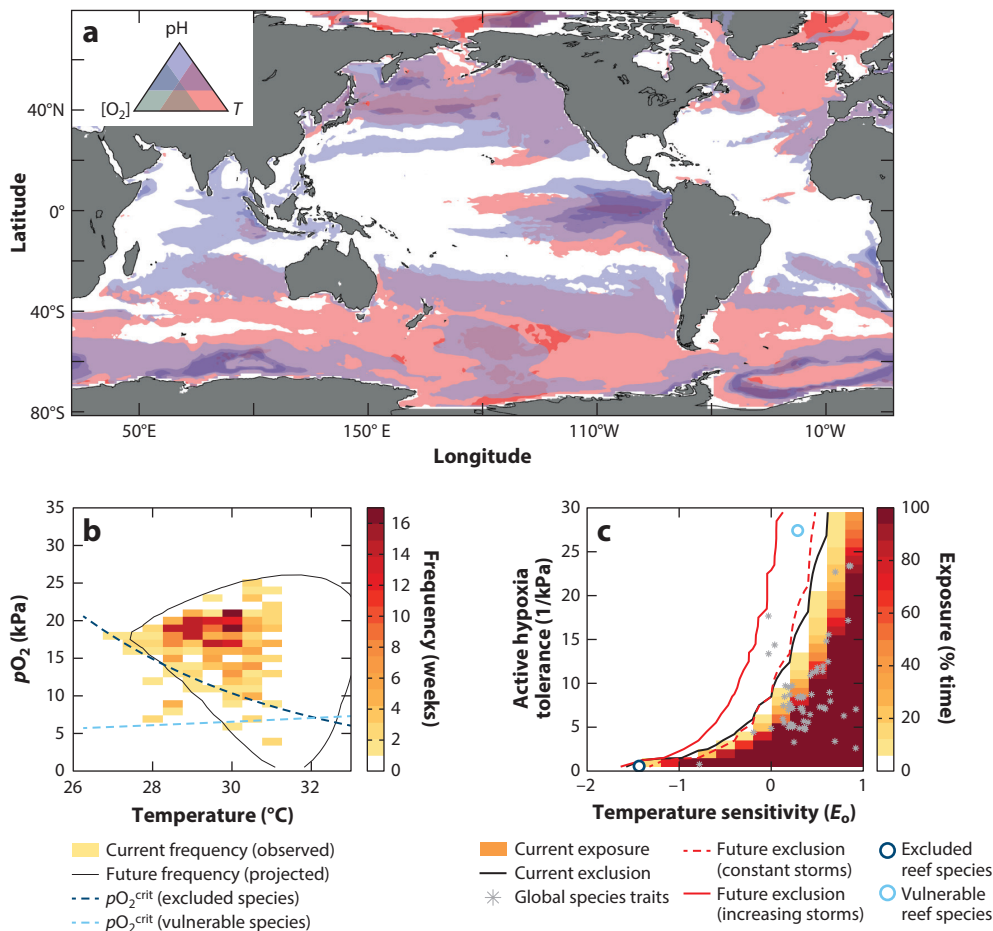 a
pH
[O₂]
T
40°N
0°
40°S
80°S
Latitude
50°E
150°E
110°W
10°W
Longitude
b
35
30
25
20
15
10
5
0
pO₂ (kPa)
26
28
30
32
Temperature (°C)
16
14
12
10
8
6
4
2
0
Frequency (weeks)
Current frequency (observed)
Future frequency (projected)
pO₂ᶜʳⁱᵗ (excluded species)
pO₂ᶜʳⁱᵗ (vulnerable species)
c
30
25
20
15
10
5
0
Active hypoxia
tolerance (1/kPa)
−2
−1
0
1
Temperature sensitivity (Eₒ)
100
80
60
40
20
0
Exposure (% time)
Current exposure
Current exclusion
Global species traits
Future exclusion
(constant storms)
Future exclusion
(increasing storms)
Excluded
reef species
Vulnerable
reef species